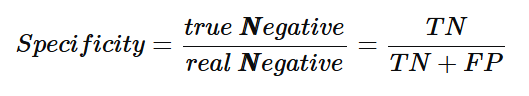 Specificity = true Negative / real Negative = TN / TN + FP